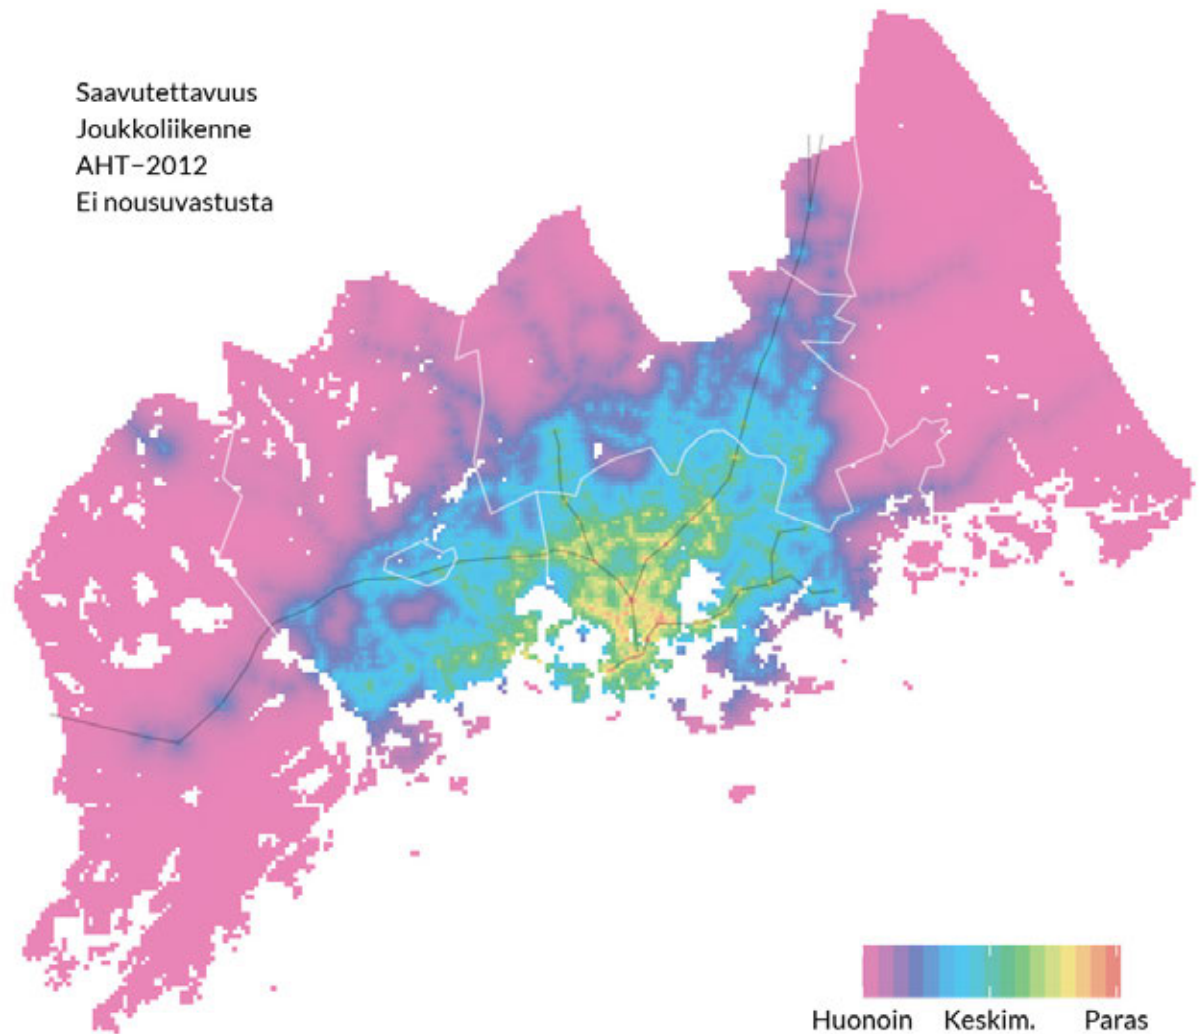 Saavutettavuus
Joukkoliikenne
AHT–2012
Ei nousuvastusta
Huonoin Keskim. Paras